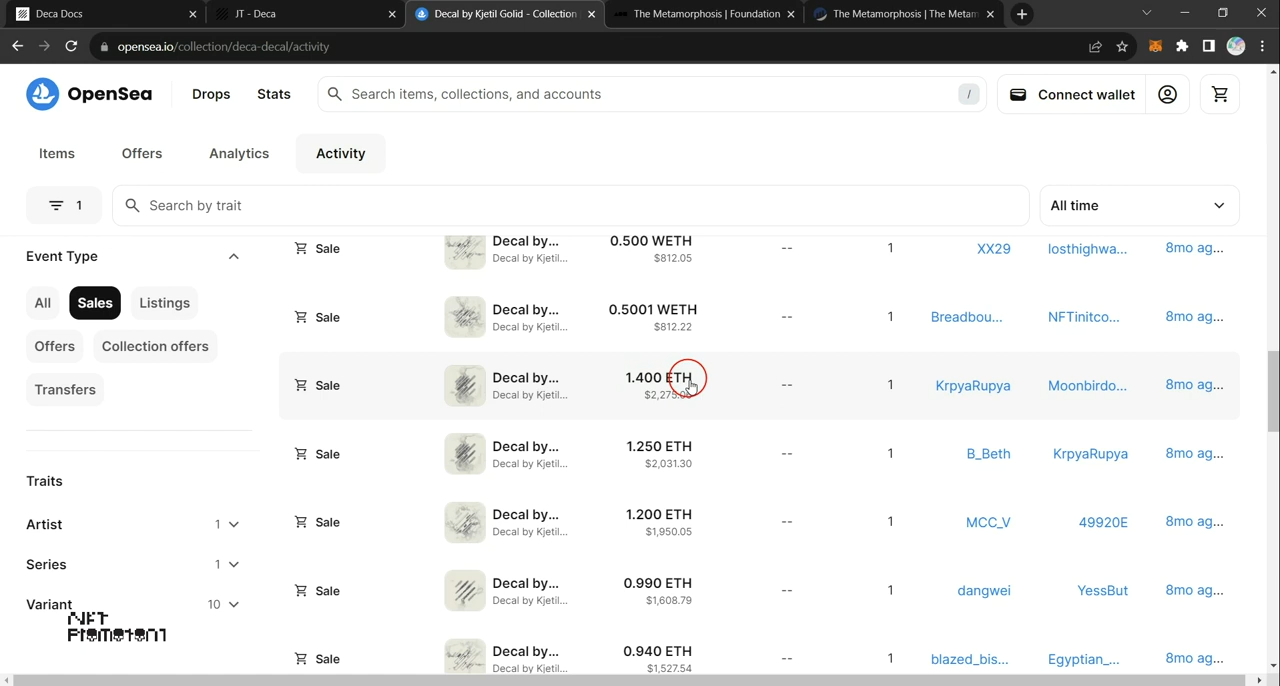 Deca Docs
JT - Deca
Decal by Kjetil Golid - Collection
The Metamorphosis | Foundation
The Metamorphosis | The Metam
opensea.io/collection/deca-decal/activity
OpenSea
Drops
Stats
Search items, collections, and accounts
/
Connect wallet
Items
Offers
Analytics
Activity
1
Search by trait
All time
Event Type
All
Sales
Listings
Offers
Collection offers
Transfers
Traits
Artist 1
Series 1
Variant 10
Sale Decal by... 0.500 WETH -- 1 XX29 losthighwa... 8mo ag...
Decal by Kjetil... $812.05
Sale Decal by... 0.5001 WETH -- 1 Breadbou... NFTinitco... 8mo ag...
Decal by Kjetil... $812.22
Sale Decal by... 1.400 ETH -- 1 KrpyaRupya Moonbirdo... 8mo ag...
Decal by Kjetil...
Sale Decal by... 1.250 ETH -- 1 B_Beth KrpyaRupya 8mo ag...
Decal by Kjetil... $2,031.30
Sale Decal by... 1.200 ETH -- 1 MCC_V 49920E 8mo ag...
Decal by Kjetil... $1,950.05
Sale Decal by... 0.990 ETH -- 1 dangwei YessBut 8mo ag...
Decal by Kjetil... $1,608.79
Sale Decal by... 0.940 ETH -- 1 blazed_bis... Egyptian_... 8mo ag...
Decal by Kjetil... $1,527.54
NFT